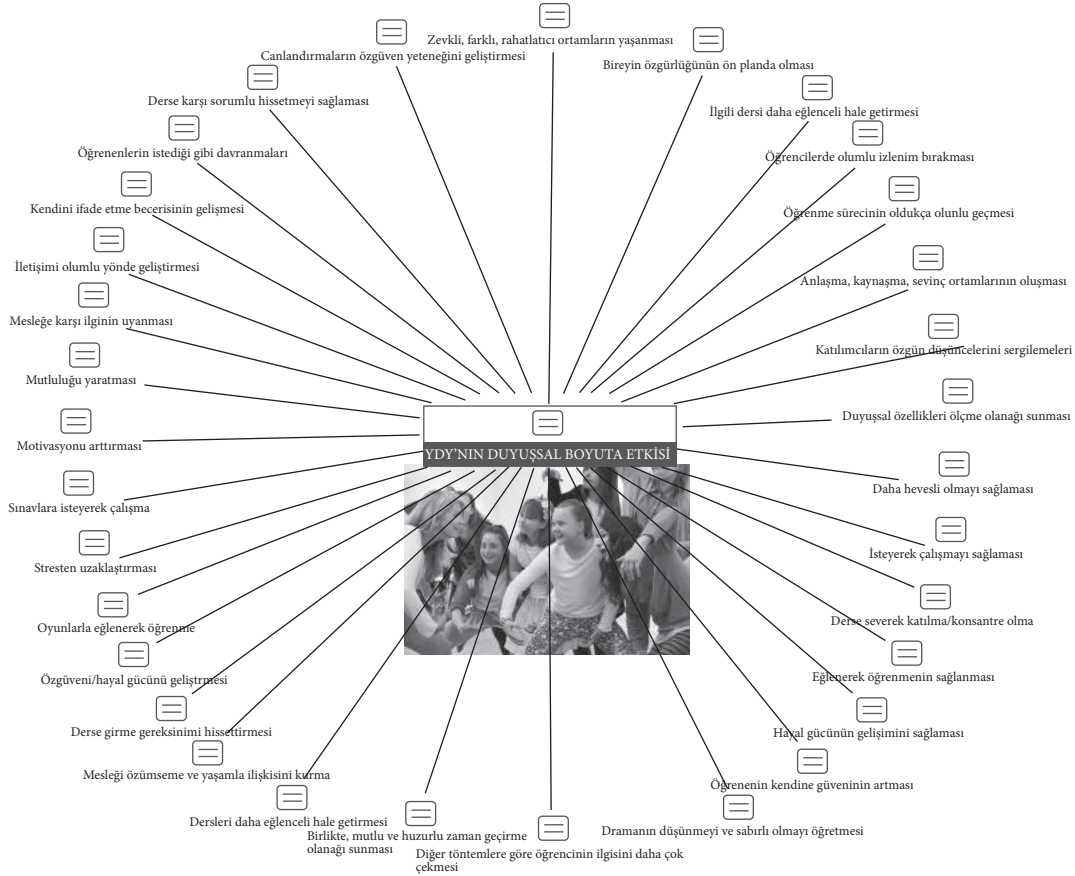 Zevkli, farklı, rahatlatıcı ortamların yaşanması
Canlandırmaların özgüven yeteneğini geliştirmesi
Bireyin özgürlüğünün ön planda olması
Derse karşı sorumlu hissetmeyi sağlaması
İlgili dersi daha eğlenceli hale getirmesi
Öğrenenlerin istediği gibi davranmaları
Öğrencilerde olumlu izlenim bırakması
Kendini ifade etme becerisinin gelişmesi
Öğrenme sürecinin oldukça olunlu geçmesi
İletişimi olumlu yönde geliştirmesi
Anlaşma, kaynaşma, sevinç ortamlarının oluşması
Mesleğe karşı ilginin uyanması
Katılımcıların özgün düşüncelerini sergilemeleri
Mutluluğu yaratması
Duyuşsal özellikleri ölçme olanağı sunması
Motivasyonu arttırması
YDY'NIN DUYUŞSAL BOYUTA ETKİSİ
Daha hevesli olmayı sağlaması
Sınavlara isteyerek çalışma
İsteyerek çalışmayı sağlaması
Stresten uzaklaştırması
Derse severek katılma/konsantre olma
Oyunlarla eğlenerek öğrenme
Eğlenerek öğrenmenin sağlanması
Özgüveni/hayal gücünü geliştrmesi
Hayal gücünün gelişimini sağlaması
Derse girme gereksinimi hissettirmesi
Mesleği özümseme ve yaşamla ilişkisini kurma
Öğrenenin kendine güveninin artması
Dersleri daha eğlenceli hale getirmesi
Birlikte, mutlu ve huzurlu zaman geçirme
olanağı sunması
Dramanın düşünmeyi ve sabırlı olmayı öğretmesi
Diğer töntemlere göre öğrencinin ilgisini daha çok
çekmesi